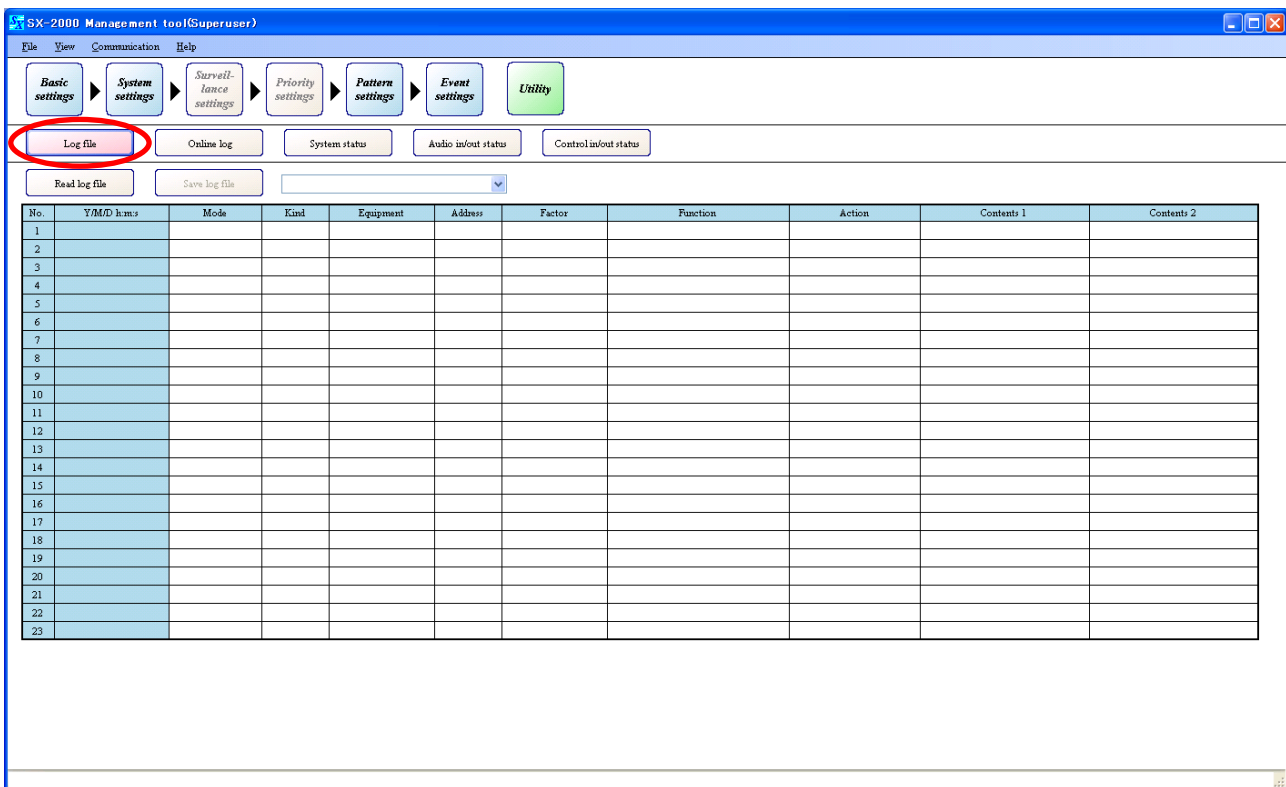 SX SX-2000 Management tool(Superuser)
File View Communication Help
Basic
settings
System
settings
Surveil-
lance
settings
Priority
settings
Pattern
settings
Event
settings
Utility
Log file Online log System status Audio in/out status Control in/out status
Read log file Save log file
No. Y/M/D h:m:s Mode Kind Equipment Address Factor Function Action Contents 1 Contents 2
1
2
3
4
5
6
7
8
9
10
11
12
13
14
15
16
17
18
19
20
21
22
23